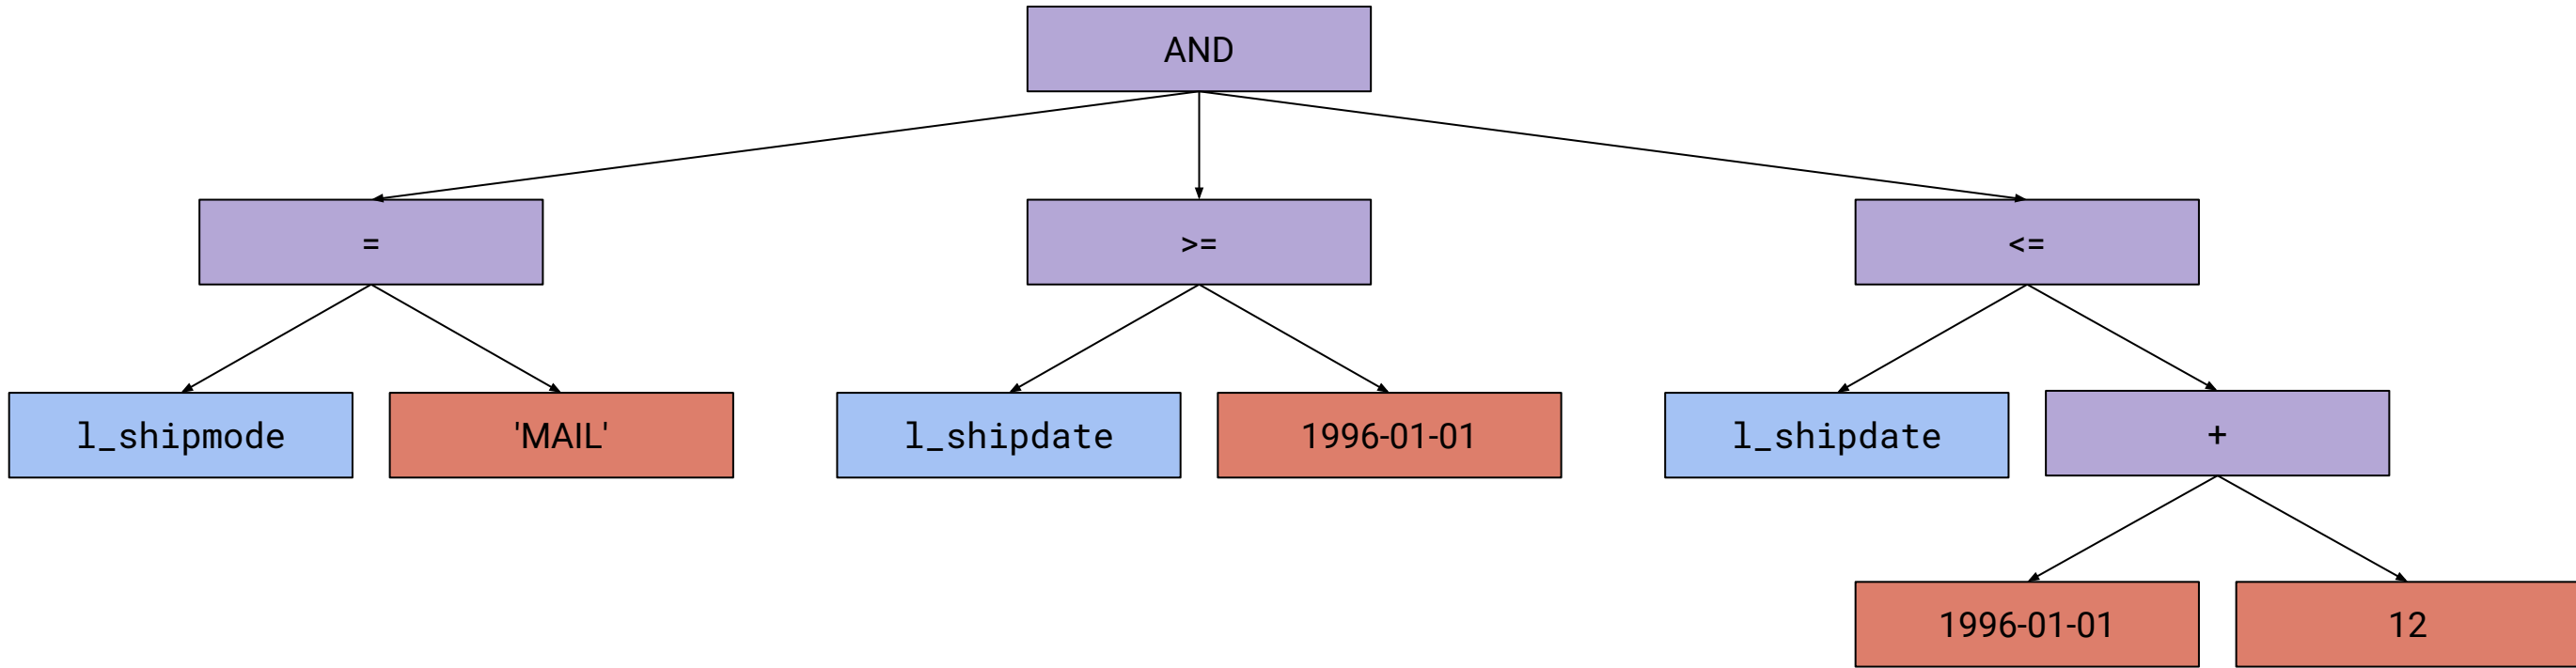 AND
=
>=
<=
l_shipmode
'MAIL'
l_shipdate
1996-01-01
l_shipdate
+
1996-01-01
12